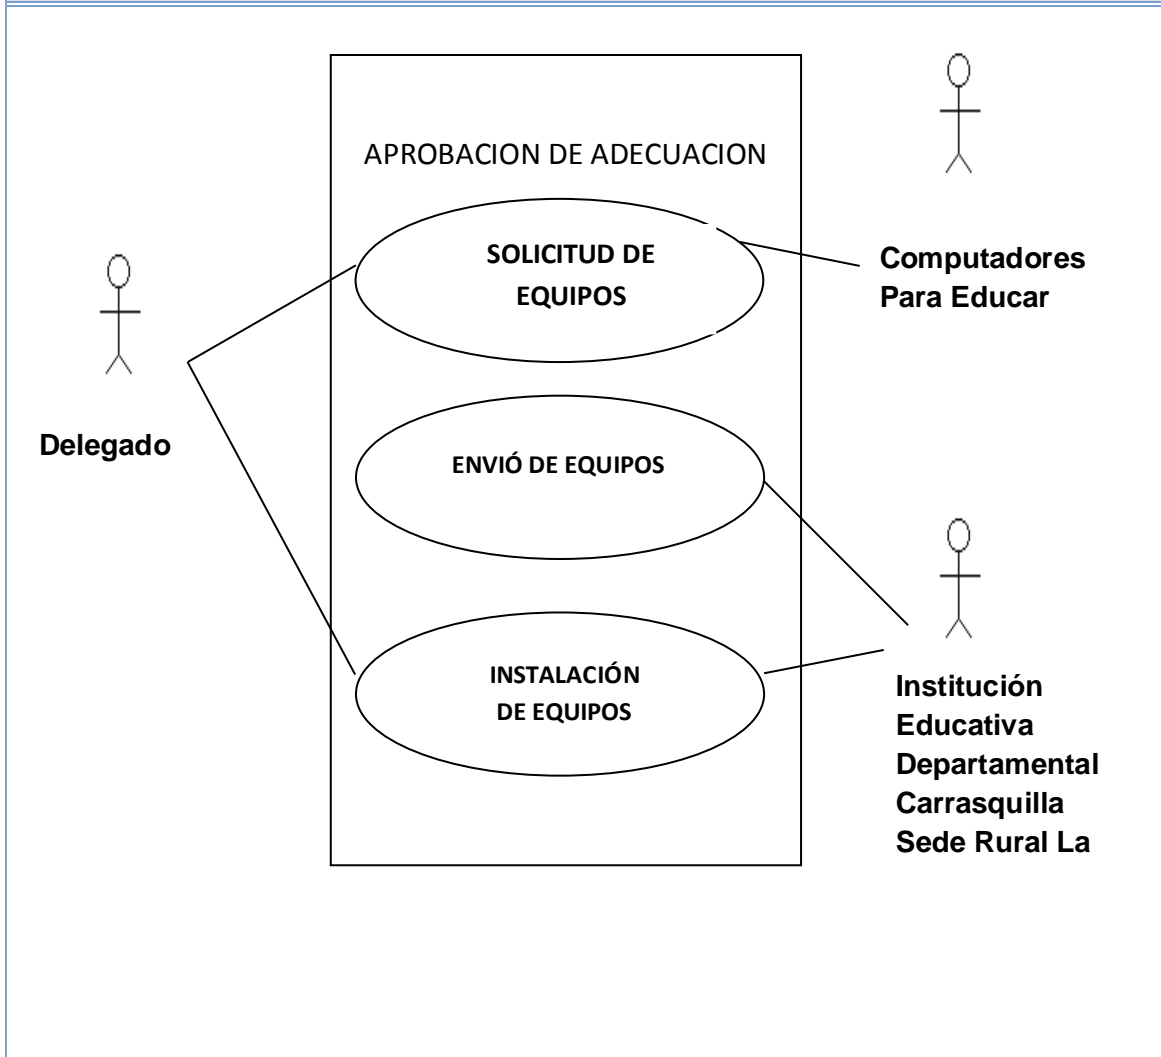 APROBACION DE ADECUACION
SOLICITUD DE
EQUIPOS
Computadores
Para Educar
Delegado
ENVIÓ DE EQUIPOS
INSTALACIÓN
DE EQUIPOS
Institución
Educativa
Departamental
Carrasquilla
Sede Rural La